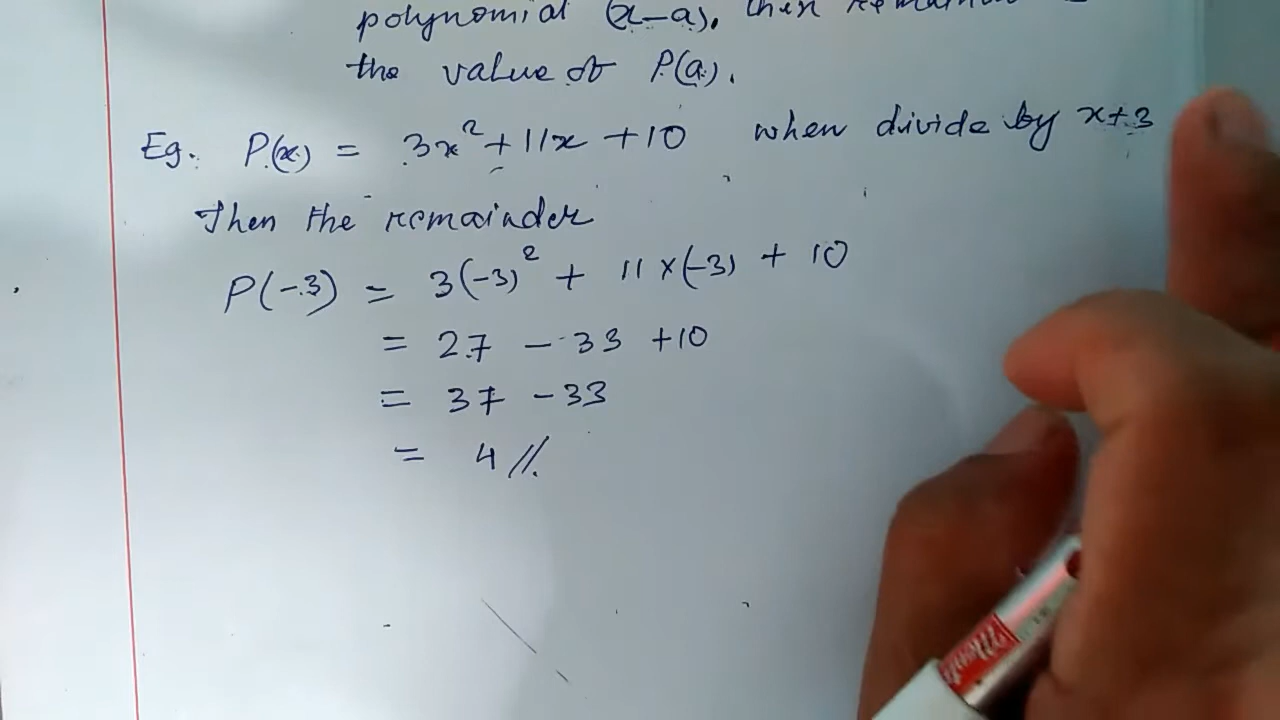 polynomial (x-a), then
the value of P(a).
Eg. P(x) = 3x²+11x+10 when divide by x+3
Then the remainder
P(-3) = 3(-3)² + 11×(-3) + 10
= 27 - 33 +10
= 37 - 33
= 4 //.